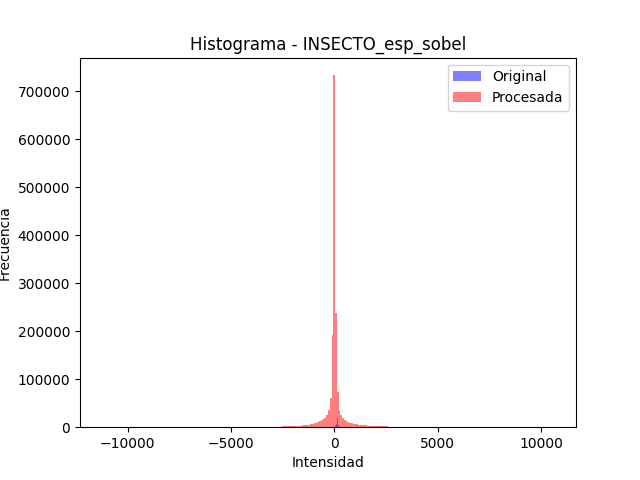 Histograma - INSECTO_esp_sobel
Original
Procesada
700000
600000
500000
400000
300000
200000
100000
0
Frecuencia
−10000
−5000
0
5000
10000
Intensidad